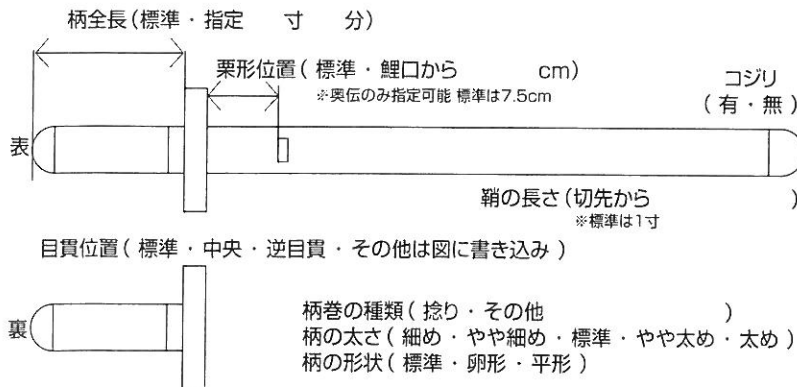 柄全長(標準・指定　　寸　　分)
栗形位置(標準・鯉口から　　　　cm)
※奥伝のみ指定可能 標準は7.5cm
コジリ
(有・無)
表
鞘の長さ(切先から　　　　　　)
※標準は1寸
目貫位置(標準・中央・逆目貫・その他は図に書き込み)
裏
柄巻の種類(捻り・その他　　　　　　　　)
柄の太さ(細め・やや細め・標準・やや太め・太め)
柄の形状(標準・卵形・平形)